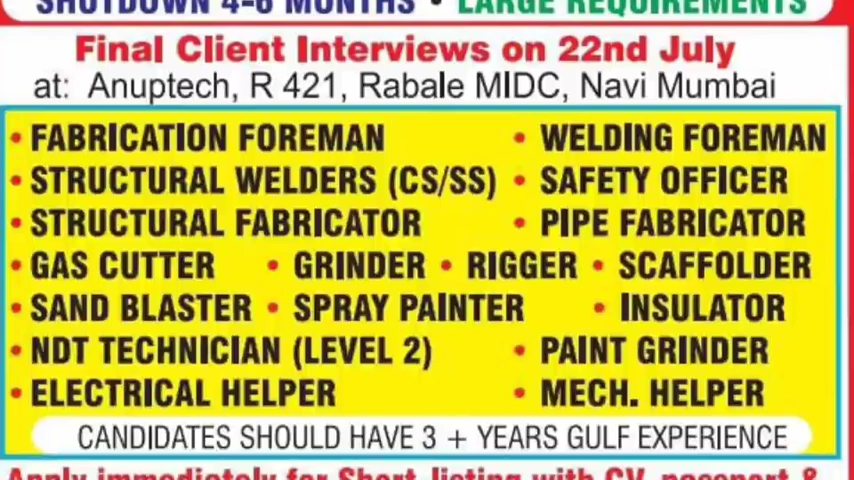 SHUTDOWN 4-6 MONTHS • LARGE REQUIREMENTS
Final Client Interviews on 22nd July
at: Anuptech, R 421, Rabale MIDC, Navi Mumbai
• FABRICATION FOREMAN • WELDING FOREMAN
• STRUCTURAL WELDERS (CS/SS) • SAFETY OFFICER
• STRUCTURAL FABRICATOR • PIPE FABRICATOR
• GAS CUTTER • GRINDER • RIGGER • SCAFFOLDER
• SAND BLASTER • SPRAY PAINTER • INSULATOR
• NDT TECHNICIAN (LEVEL 2) • PAINT GRINDER
• ELECTRICAL HELPER • MECH. HELPER
CANDIDATES SHOULD HAVE 3 + YEARS GULF EXPERIENCE
Apply immediately for Short-listing with CV, passport &